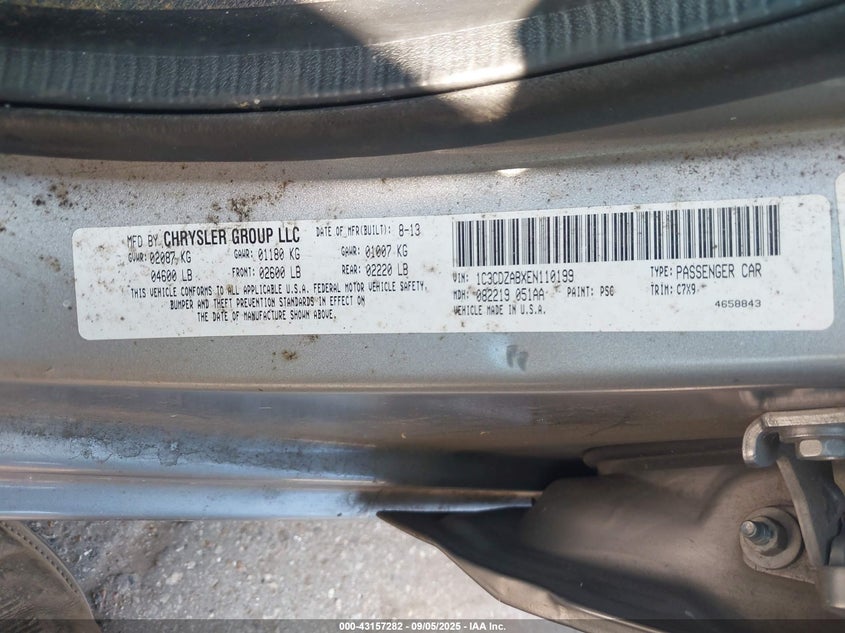 MFD BY CHRYSLER GROUP LLC DATE OF MFR(BUILT): 8-13
GVWR: 02087 KG GAWR: 01180 KG GAWR: 01007 KG
04600 LB FRONT: 02600 LB REAR: 02220 LB
THIS VEHICLE CONFORMS TO ALL APPLICABLE U.S.A. FEDERAL MOTOR VEHICLE SAFETY,
BUMPER AND THEFT PREVENTION STANDARDS IN EFFECT ON
THE DATE OF MANUFACTURE SHOWN ABOVE.
VIN: 1C3CDZABXEN110199 TYPE: PASSENGER CAR
MDH: 082219 051AA PAINT: PSC TRIM: C7X9
VEHICLE MADE IN U.S.A. 4658843
000-43157282 - 09/05/2025 - IAA Inc.